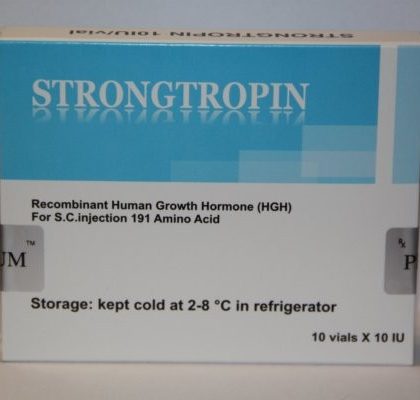 STRONGTROPIN 10IU/vial
STRONGTROPIN
Recombinant Human Growth Hormone (HGH)
For S.C.injection 191 Amino Acid
UM™
℞
P
Storage: kept cold at 2-8 °C in refrigerator
10 vials X 10 IU